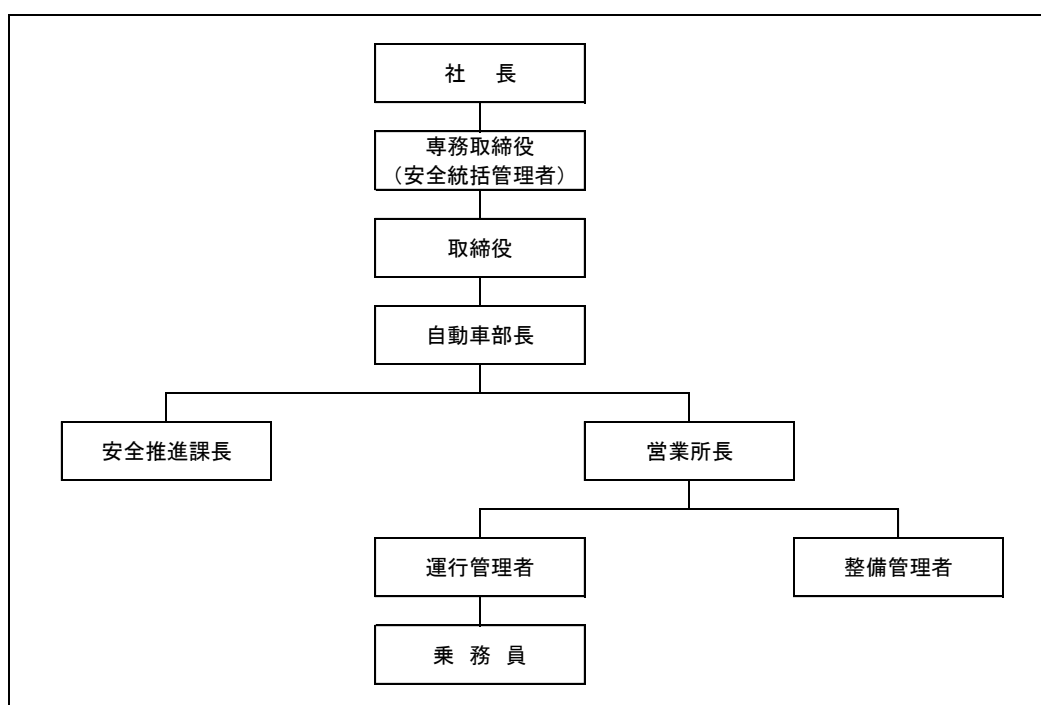 社 長
専務取締役
（安全統括管理者）
取締役
自動車部長
安全推進課長
営業所長
運行管理者
整備管理者
乗 務 員